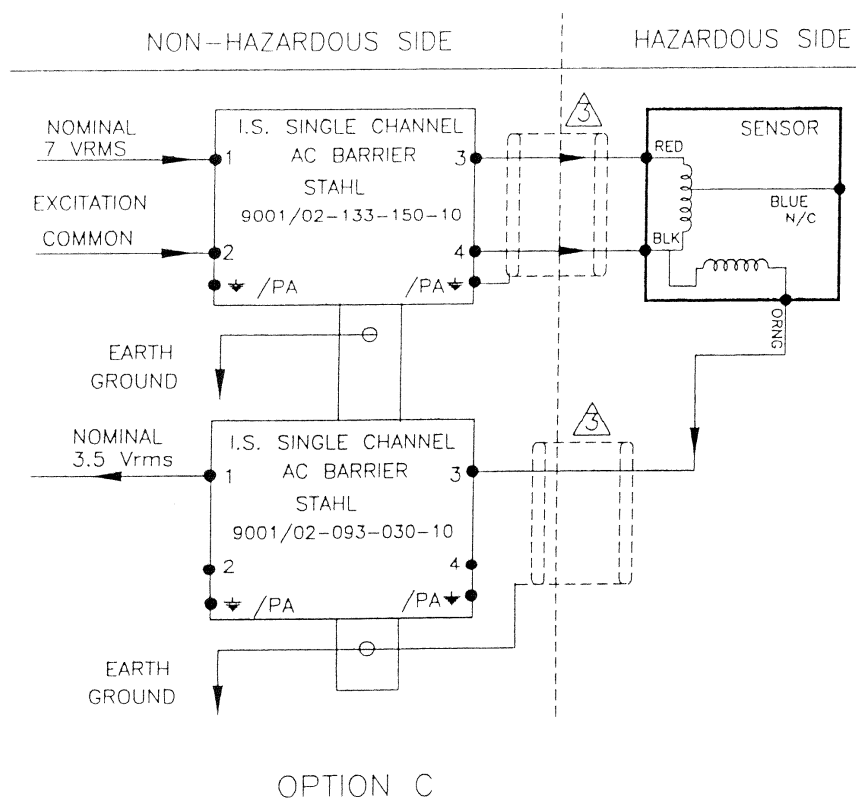 NON-HAZARDOUS SIDE
HAZARDOUS SIDE
NOMINAL
7 VRMS
EXCITATION
COMMON
1
2
I.S. SINGLE CHANNEL
AC BARRIER
STAHL
9001/02-133-150-10
3
4
/PA
/PA
3
SENSOR
RED
BLUE
N/C
BLK
ORNG
EARTH
GROUND
NOMINAL
3.5 Vrms
1
2
I.S. SINGLE CHANNEL
AC BARRIER
STAHL
9001/02-093-030-10
3
4
/PA
/PA
3
EARTH
GROUND
OPTION C